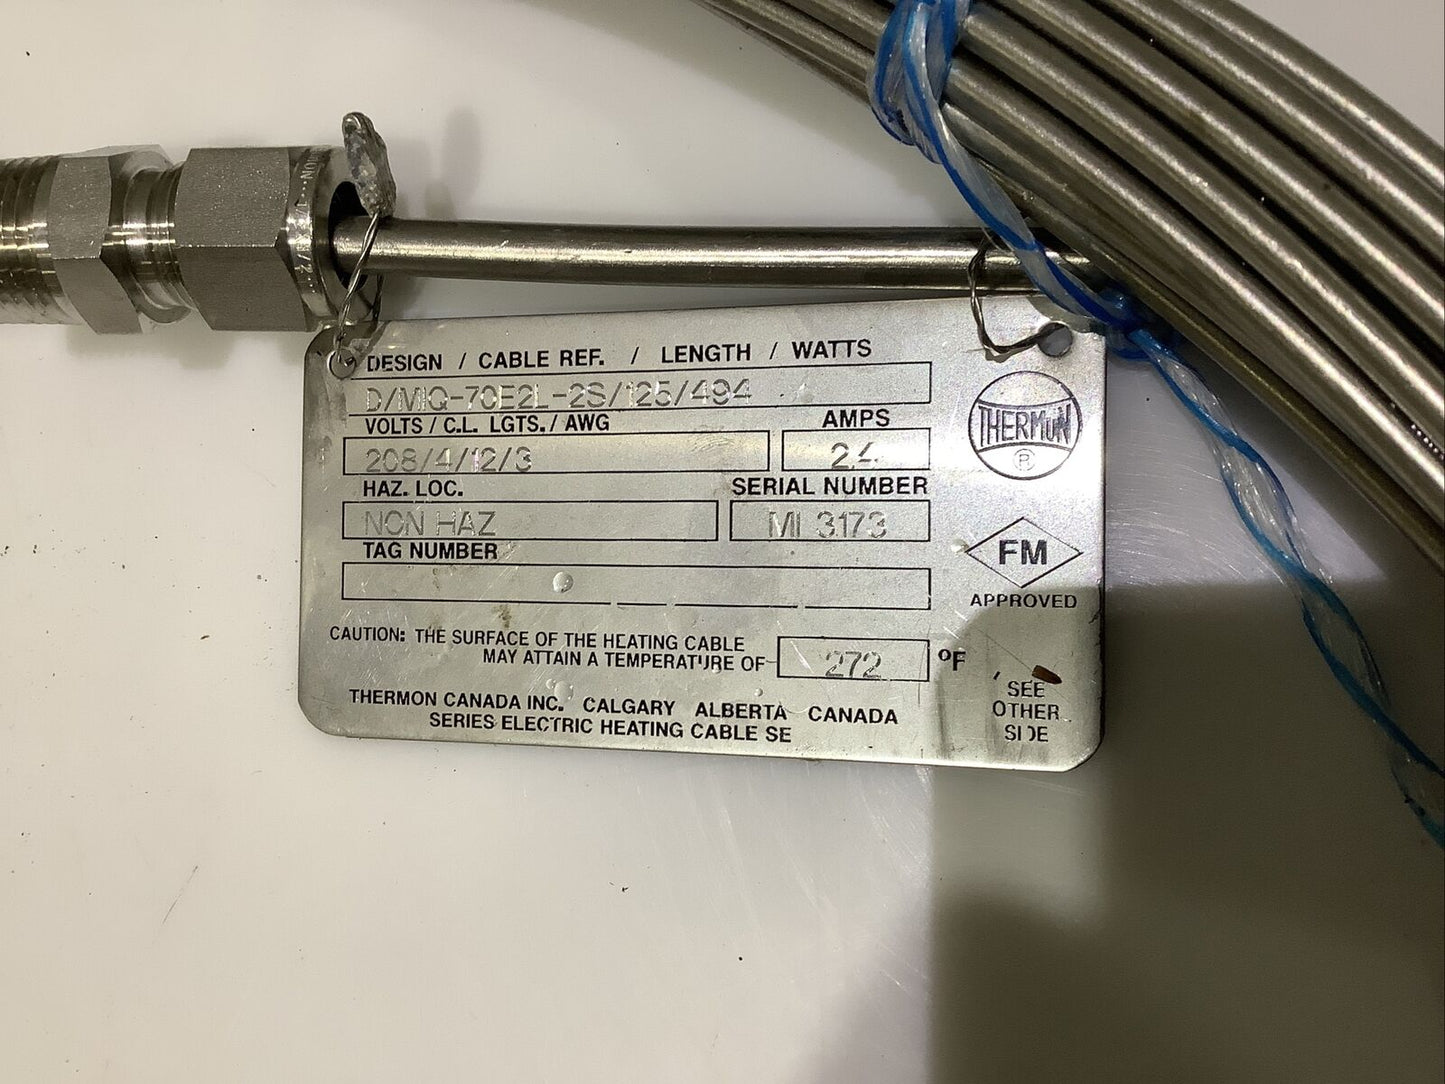 DESIGN / CABLE REF. / LENGTH / WATTS
D/MIQ-70E2L-2S/125/494
VOLTS / C.L. LGTS. / AWG
AMPS
208/4/12/3
2.4
HAZ. LOC.
SERIAL NUMBER
NON HAZ
MI 3173
TAG NUMBER
THERMON
®
FM
APPROVED
CAUTION: THE SURFACE OF THE HEATING CABLE
MAY ATTAIN A TEMPERATURE OF 272 °F
THERMON CANADA INC. CALGARY ALBERTA CANADA
SERIES ELECTRIC HEATING CABLE SE
SEE
OTHER
SIDE